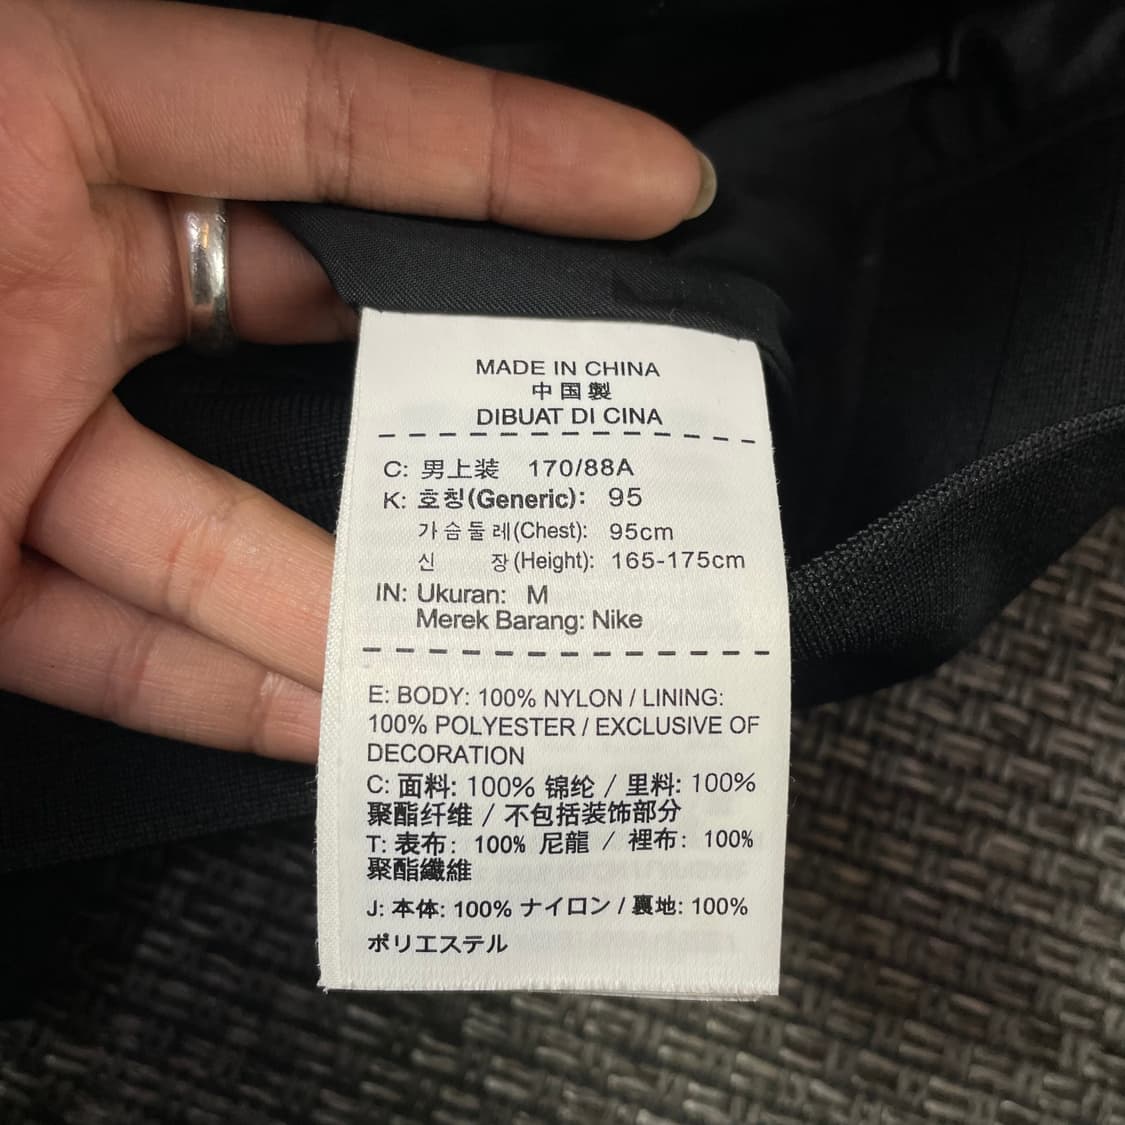 MADE IN CHINA
中国製
DIBUAT DI CINA
C: 男上装 170/88A
K: 호칭(Generic): 95
가슴둘레(Chest): 95cm
신 장(Height): 165-175cm
IN: Ukuran: M
Merek Barang: Nike
E: BODY: 100% NYLON / LINING:
100% POLYESTER / EXCLUSIVE OF
DECORATION
C: 面料: 100% 锦纶 / 里料: 100%
聚酯纤维 / 不包括装饰部分
T: 表布: 100% 尼龍 / 裡布: 100%
聚酯纖維
J: 本体: 100% ナイロン / 裏地: 100%
ポリエステル